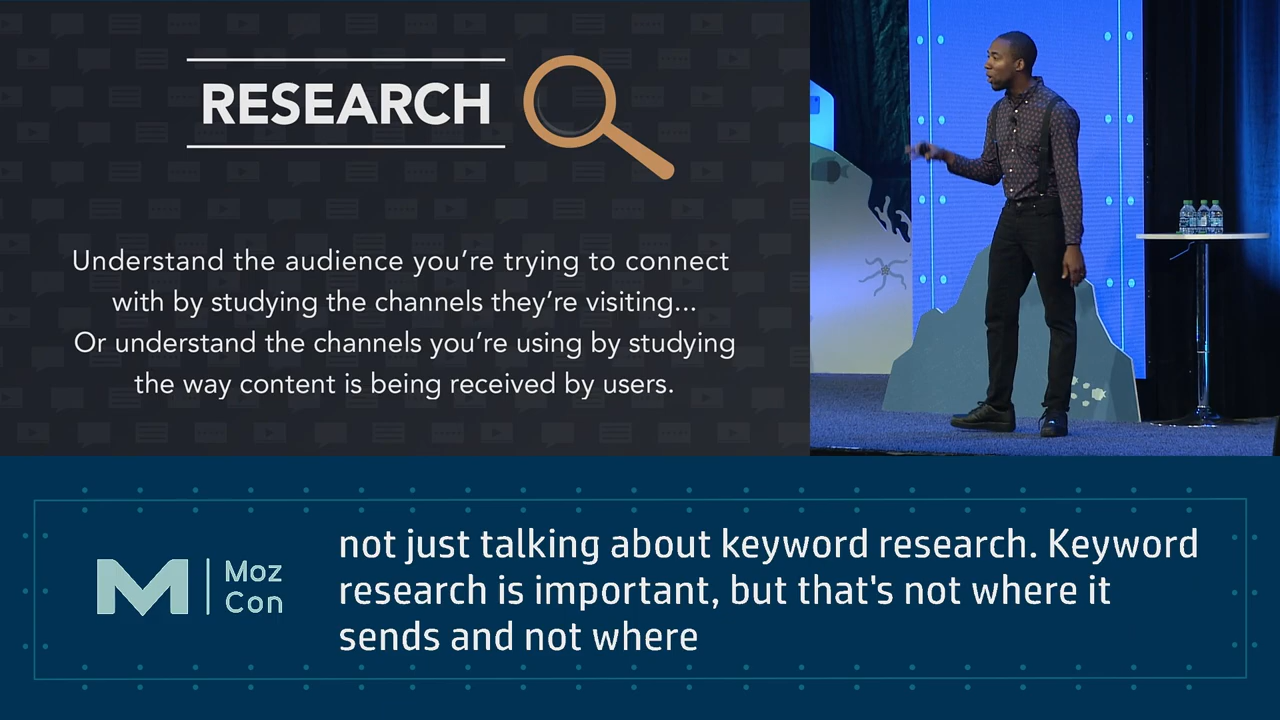 RESEARCH
Understand the audience you’re trying to connect
with by studying the channels they’re visiting...
Or understand the channels you’re using by studying
the way content is being received by users.
Moz
Con
not just talking about keyword research. Keyword
research is important, but that's not where it
sends and not where